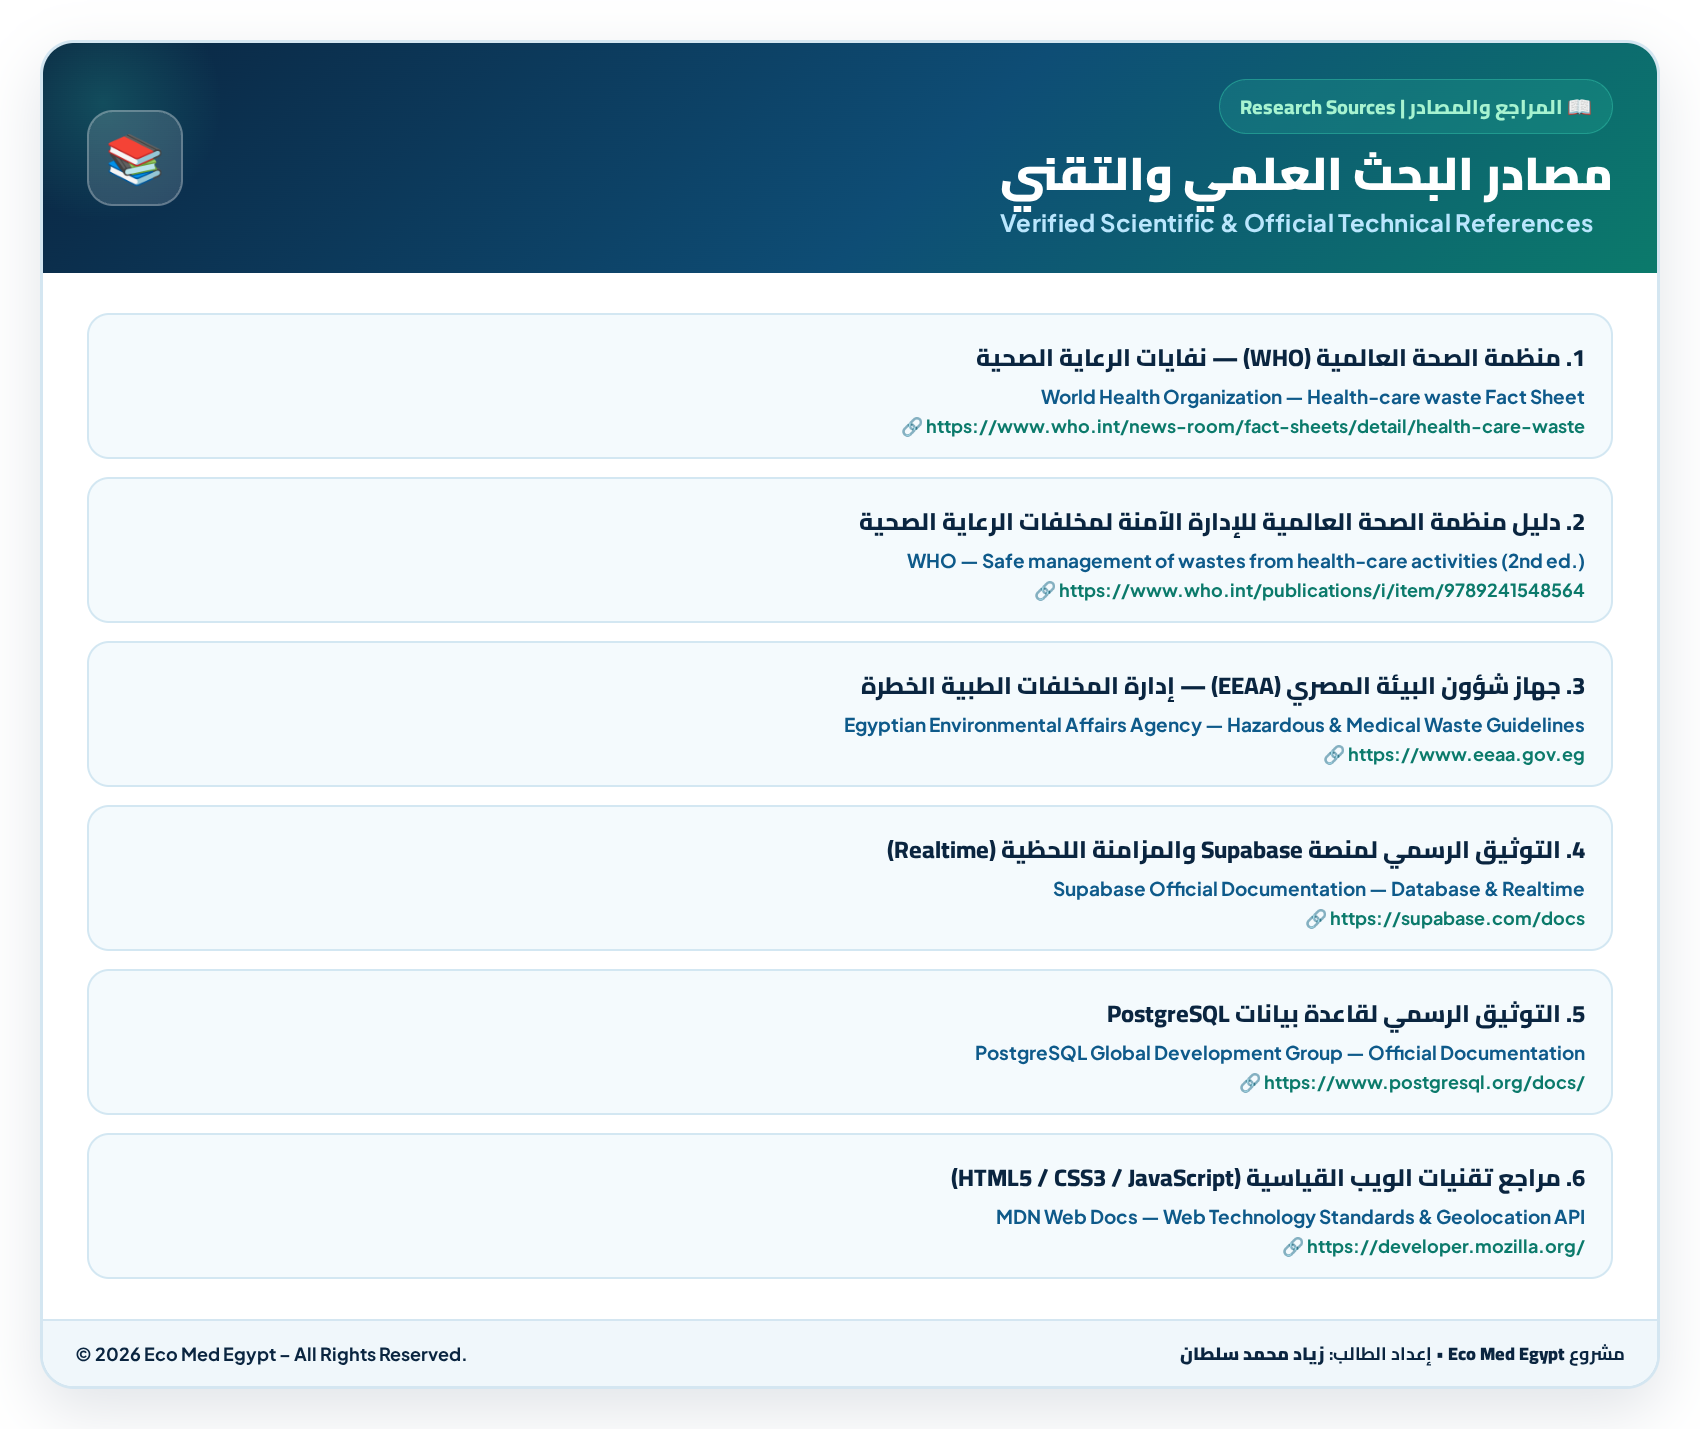 📖 المراجع والمصادر | Research Sources
مصادر البحث العلمي والتقني
Verified Scientific & Official Technical References
1. منظمة الصحة العالمية (WHO) — نفايات الرعاية الصحية
World Health Organization — Health-care waste Fact Sheet
🔗 https://www.who.int/news-room/fact-sheets/detail/health-care-waste
2. دليل منظمة الصحة العالمية للإدارة الآمنة لمخلفات الرعاية الصحية
WHO — Safe management of wastes from health-care activities (2nd ed.)
🔗 https://www.who.int/publications/i/item/9789241548564
3. جهاز شؤون البيئة المصري (EEAA) — إدارة المخلفات الطبية الخطرة
Egyptian Environmental Affairs Agency — Hazardous & Medical Waste Guidelines
🔗 https://www.eeaa.gov.eg
4. التوثيق الرسمي لمنصة Supabase والمزامنة اللحظية (Realtime)
Supabase Official Documentation — Database & Realtime
🔗 https://supabase.com/docs
5. التوثيق الرسمي لقاعدة بيانات PostgreSQL
PostgreSQL Global Development Group — Official Documentation
🔗 https://www.postgresql.org/docs/
6. مراجع تقنيات الويب القياسية (HTML5 / CSS3 / JavaScript)
MDN Web Docs — Web Technology Standards & Geolocation API
🔗 https://developer.mozilla.org/
مشروع Eco Med Egypt • إعداد الطالب: زياد محمد سلطان
© 2026 Eco Med Egypt – All Rights Reserved.